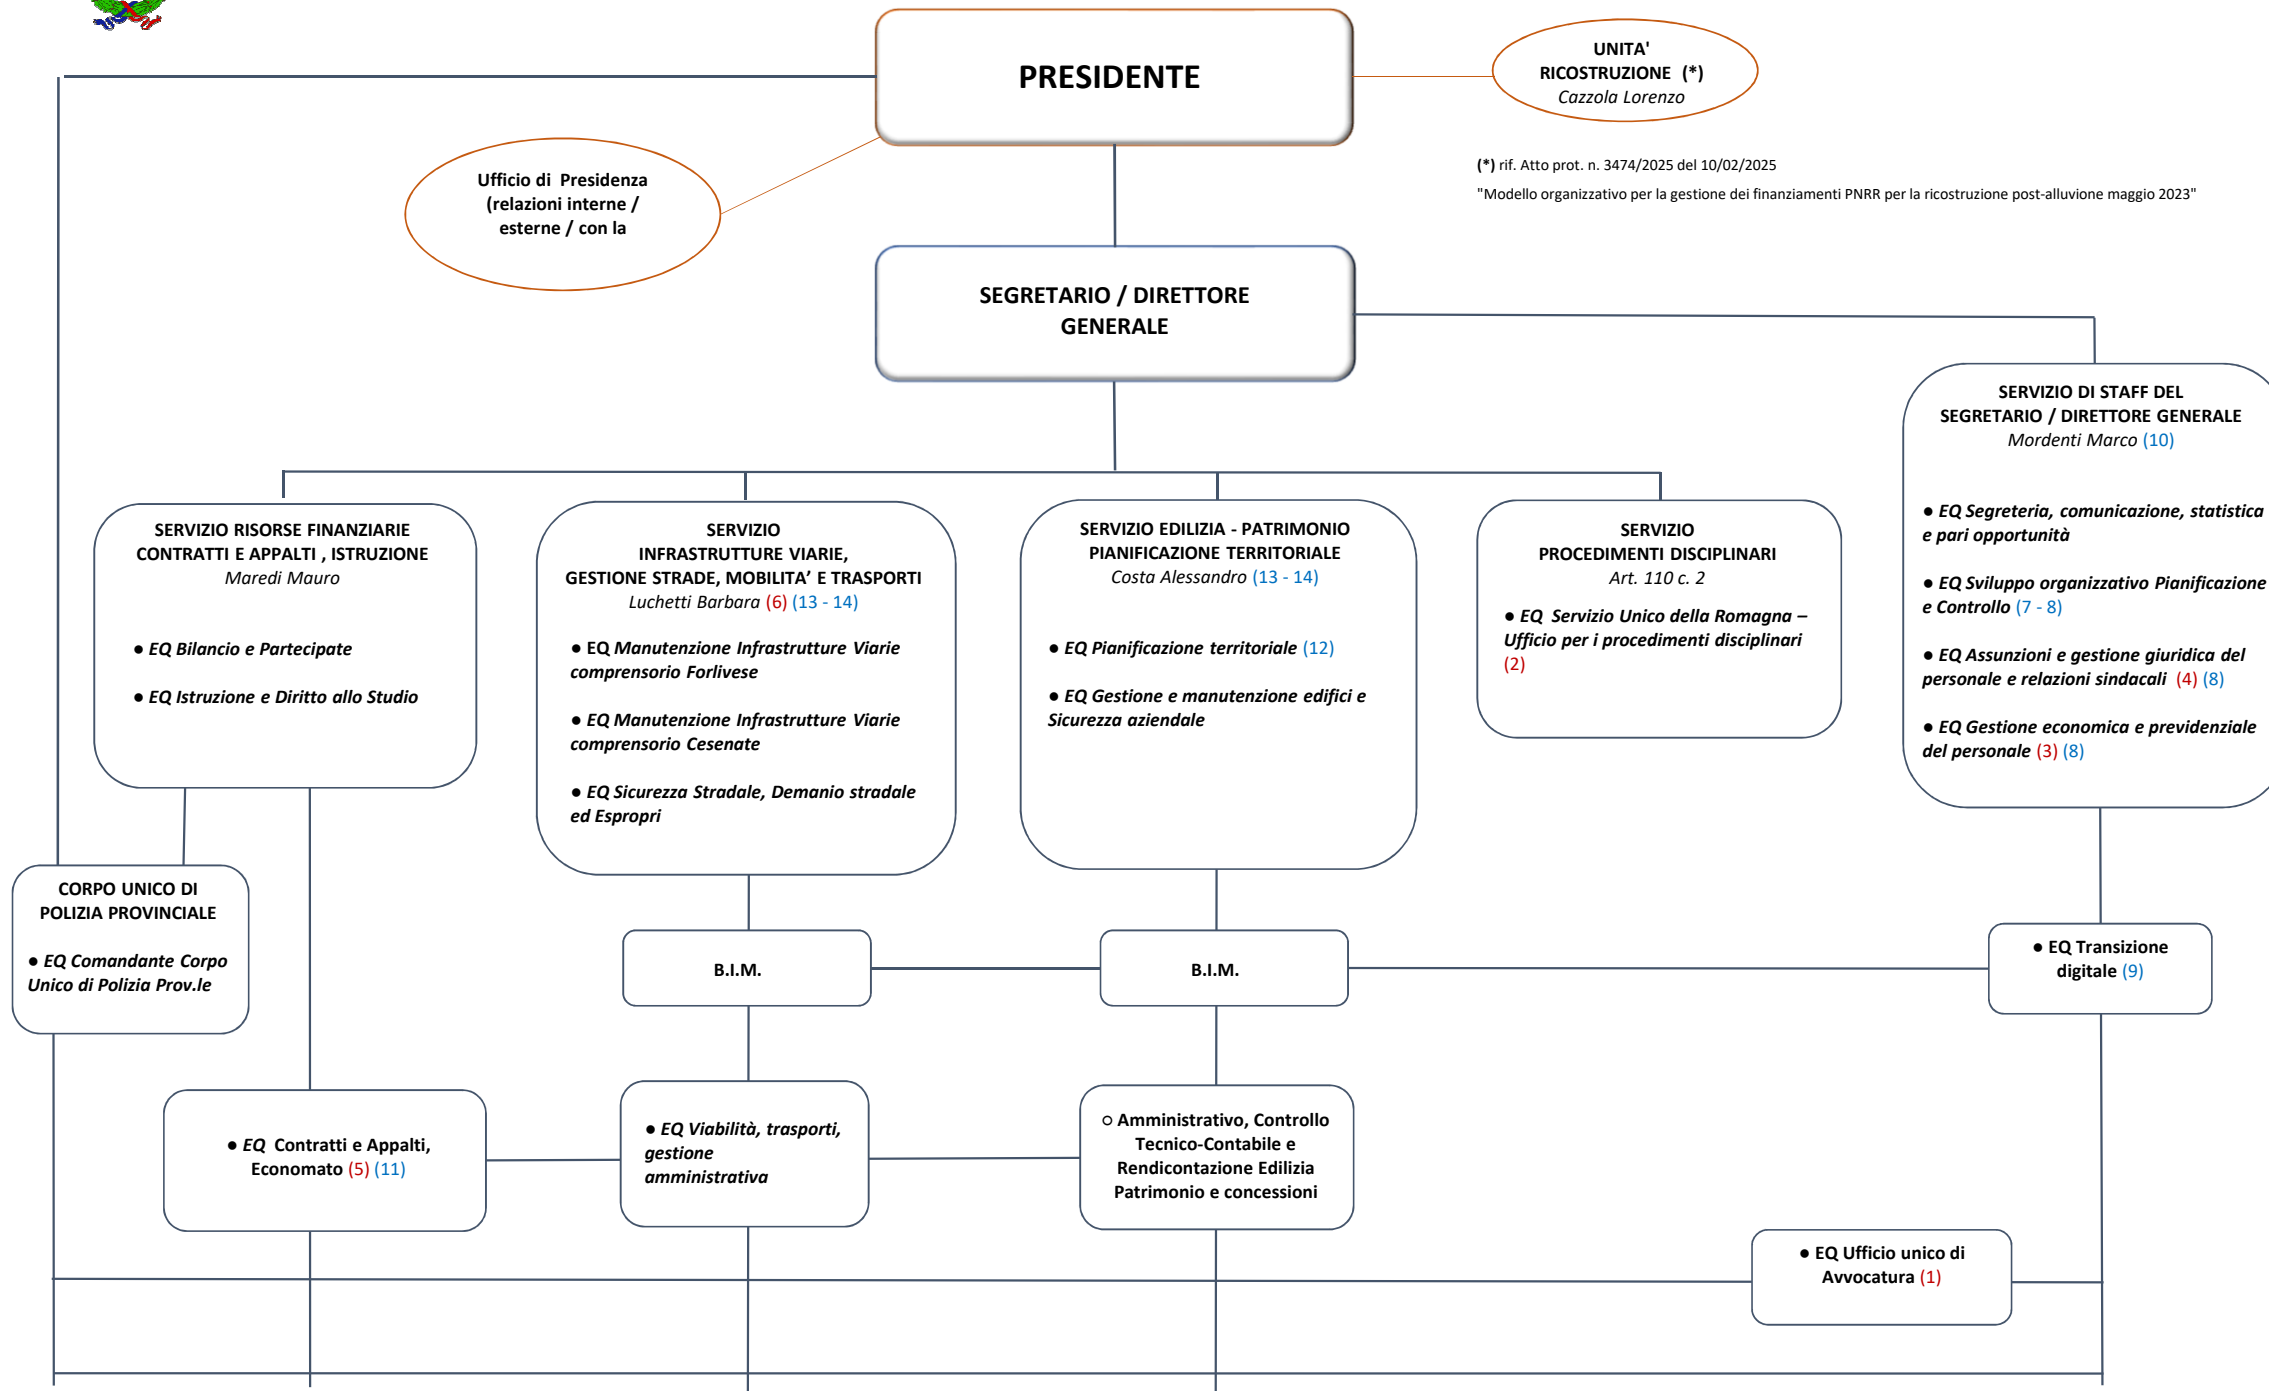 PRESIDENTE
UNITA'
RICOSTRUZIONE (*)
Cazzola Lorenzo
(*) rif. Atto prot. n. 3474/2025 del 10/02/2025
"Modello organizzativo per la gestione dei finanziamenti PNRR per la ricostruzione post-alluvione maggio 2023"
Ufficio di Presidenza
(relazioni interne /
esterne / con la
SEGRETARIO / DIRETTORE
GENERALE
SERVIZIO DI STAFF DEL
SEGRETARIO / DIRETTORE GENERALE
Mordenti Marco (10)
● EQ Segreteria, comunicazione, statistica
e pari opportunità
● EQ Sviluppo organizzativo Pianificazione
e Controllo (7 - 8)
● EQ Assunzioni e gestione giuridica del
personale e relazioni sindacali (4) (8)
● EQ Gestione economica e previdenziale
del personale (3) (8)
SERVIZIO RISORSE FINANZIARIE
CONTRATTI E APPALTI , ISTRUZIONE
Maredi Mauro
● EQ Bilancio e Partecipate
● EQ Istruzione e Diritto allo Studio
SERVIZIO
INFRASTRUTTURE VIARIE,
GESTIONE STRADE, MOBILITA’ E TRASPORTI
Luchetti Barbara (6) (13 - 14)
● EQ Manutenzione Infrastrutture Viarie
comprensorio Forlivese
● EQ Manutenzione Infrastrutture Viarie
comprensorio Cesenate
● EQ Sicurezza Stradale, Demanio stradale
ed Espropri
SERVIZIO EDILIZIA - PATRIMONIO
PIANIFICAZIONE TERRITORIALE
Costa Alessandro (13 - 14)
● EQ Pianificazione territoriale (12)
● EQ Gestione e manutenzione edifici e
Sicurezza aziendale
SERVIZIO
PROCEDIMENTI DISCIPLINARI
Art. 110 c. 2
● EQ Servizio Unico della Romagna –
Ufficio per i procedimenti disciplinari
(2)
CORPO UNICO DI
POLIZIA PROVINCIALE
● EQ Comandante Corpo
Unico di Polizia Prov.le
B.I.M.
B.I.M.
● EQ Transizione
digitale (9)
● EQ Contratti e Appalti,
Economato (5) (11)
● EQ Viabilità, trasporti,
gestione
amministrativa
○ Amministrativo, Controllo
Tecnico-Contabile e
Rendicontazione Edilizia
Patrimonio e concessioni
● EQ Ufficio unico di
Avvocatura (1)